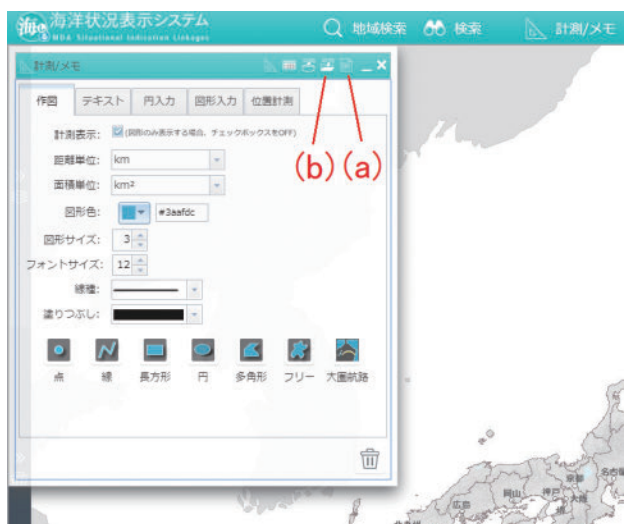 海洋状況表示システム
MDA Situational Indication Linkages
地域検索
検索
計測/メモ
計測/メモ
作図
テキスト
円入力
図形入力
位置計測
計測表示:
(図形のみ表示する場合、チェックボックスをOFF)
距離単位:
km
面積単位:
km²
図形色:
#3aafdc
図形サイズ:
3
フォントサイズ:
12
線種:
塗りつぶし:
点
線
長方形
円
多角形
フリー
大圏航路
(b)
(a)
京都
名古屋
岡山
神戸
大阪
広島
堺